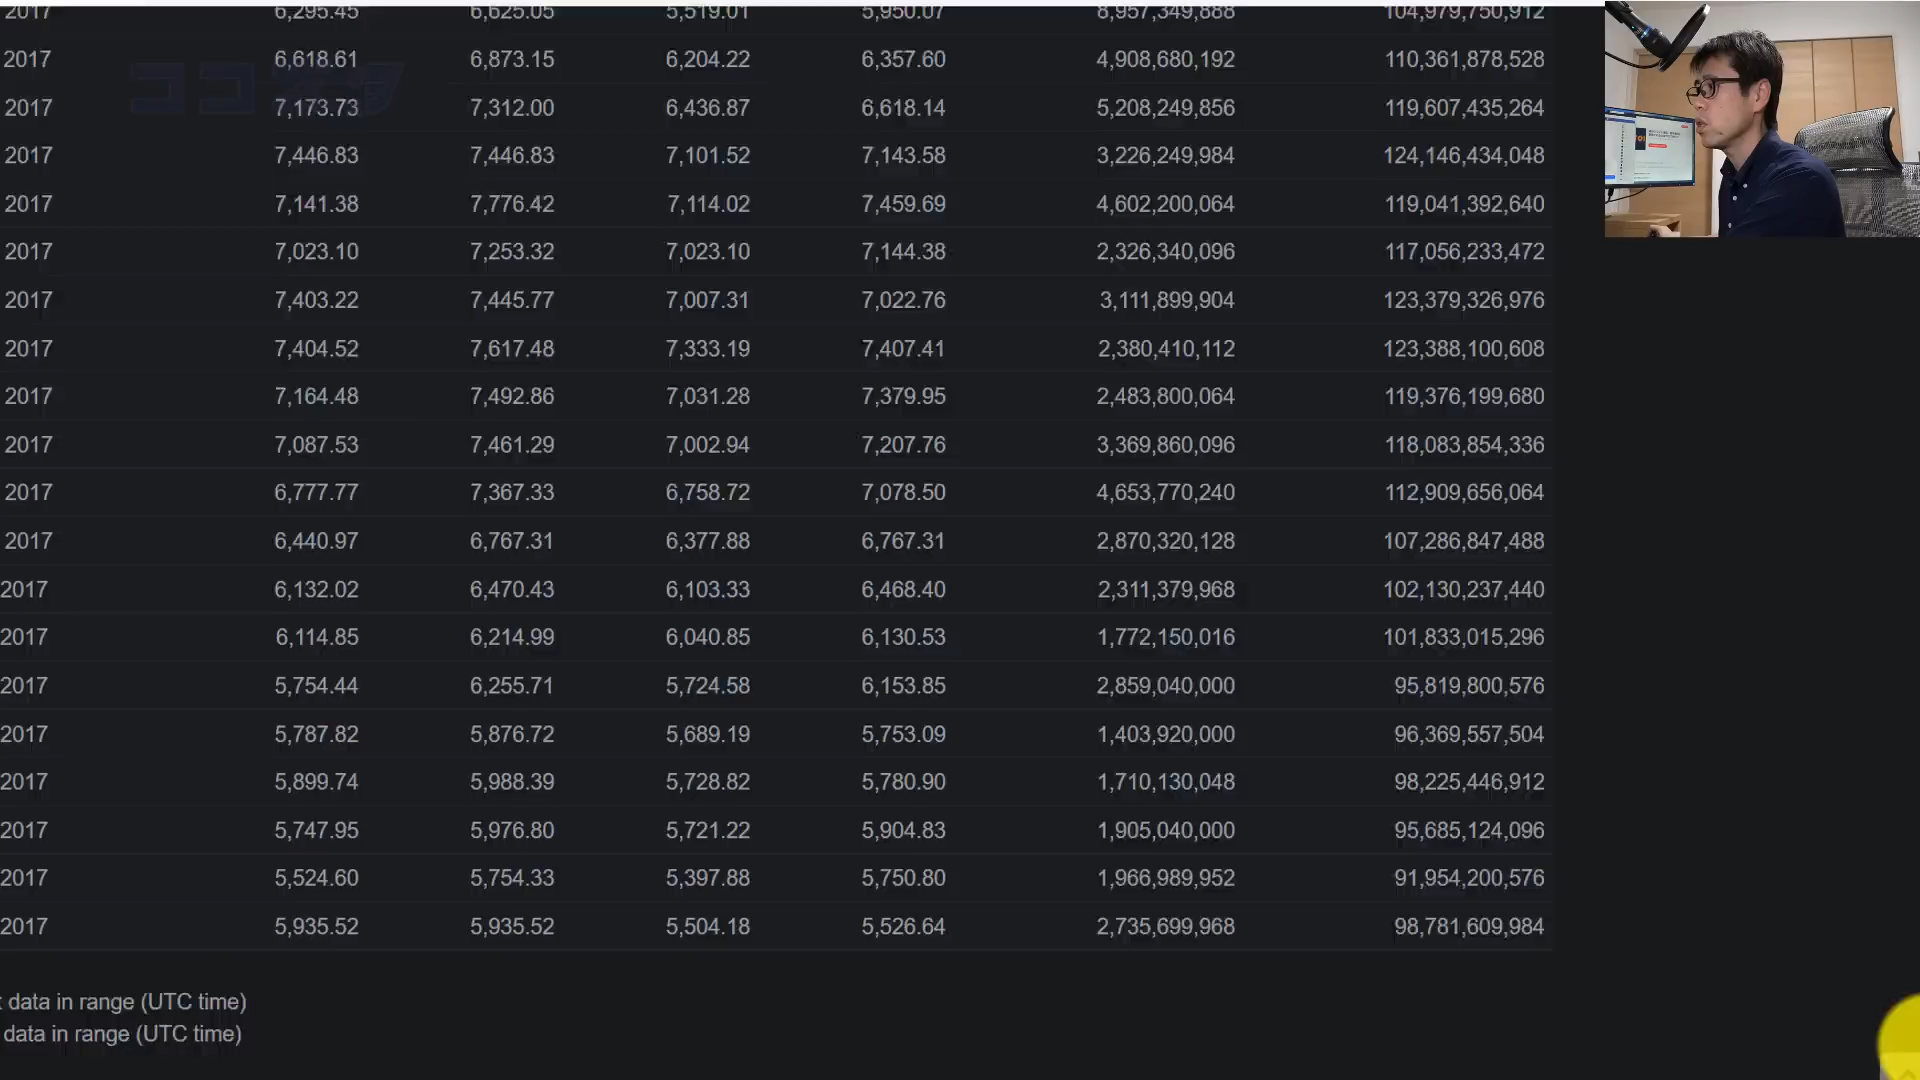 2017 6,295.45 6,625.05 5,519.01 5,950.07 8,957,349,888 104,979,750,912
2017 6,618.61 6,873.15 6,204.22 6,357.60 4,908,680,192 110,361,878,528
2017 7,173.73 7,312.00 6,436.87 6,618.14 5,208,249,856 119,607,435,264
2017 7,446.83 7,446.83 7,101.52 7,143.58 3,226,249,984 124,146,434,048
2017 7,141.38 7,776.42 7,114.02 7,459.69 4,602,200,064 119,041,392,640
2017 7,023.10 7,253.32 7,023.10 7,144.38 2,326,340,096 117,056,233,472
2017 7,403.22 7,445.77 7,007.31 7,022.76 3,111,899,904 123,379,326,976
2017 7,404.52 7,617.48 7,333.19 7,407.41 2,380,410,112 123,388,100,608
2017 7,164.48 7,492.86 7,031.28 7,379.95 2,483,800,064 119,376,199,680
2017 7,087.53 7,461.29 7,002.94 7,207.76 3,369,860,096 118,083,854,336
2017 6,777.77 7,367.33 6,758.72 7,078.50 4,653,770,240 112,909,656,064
2017 6,440.97 6,767.31 6,377.88 6,767.31 2,870,320,128 107,286,847,488
2017 6,132.02 6,470.43 6,103.33 6,468.40 2,311,379,968 102,130,237,440
2017 6,114.85 6,214.99 6,040.85 6,130.53 1,772,150,016 101,833,015,296
2017 5,754.44 6,255.71 5,724.58 6,153.85 2,859,040,000 95,819,800,576
2017 5,787.82 5,876.72 5,689.19 5,753.09 1,403,920,000 96,369,557,504
2017 5,899.74 5,988.39 5,728.82 5,780.90 1,710,130,048 98,225,446,912
2017 5,747.95 5,976.80 5,721.22 5,904.83 1,905,040,000 95,685,124,096
2017 5,524.60 5,754.33 5,397.88 5,750.80 1,966,989,952 91,954,200,576
2017 5,935.52 5,935.52 5,504.18 5,526.64 2,735,699,968 98,781,609,984
data in range (UTC time)
data in range (UTC time)